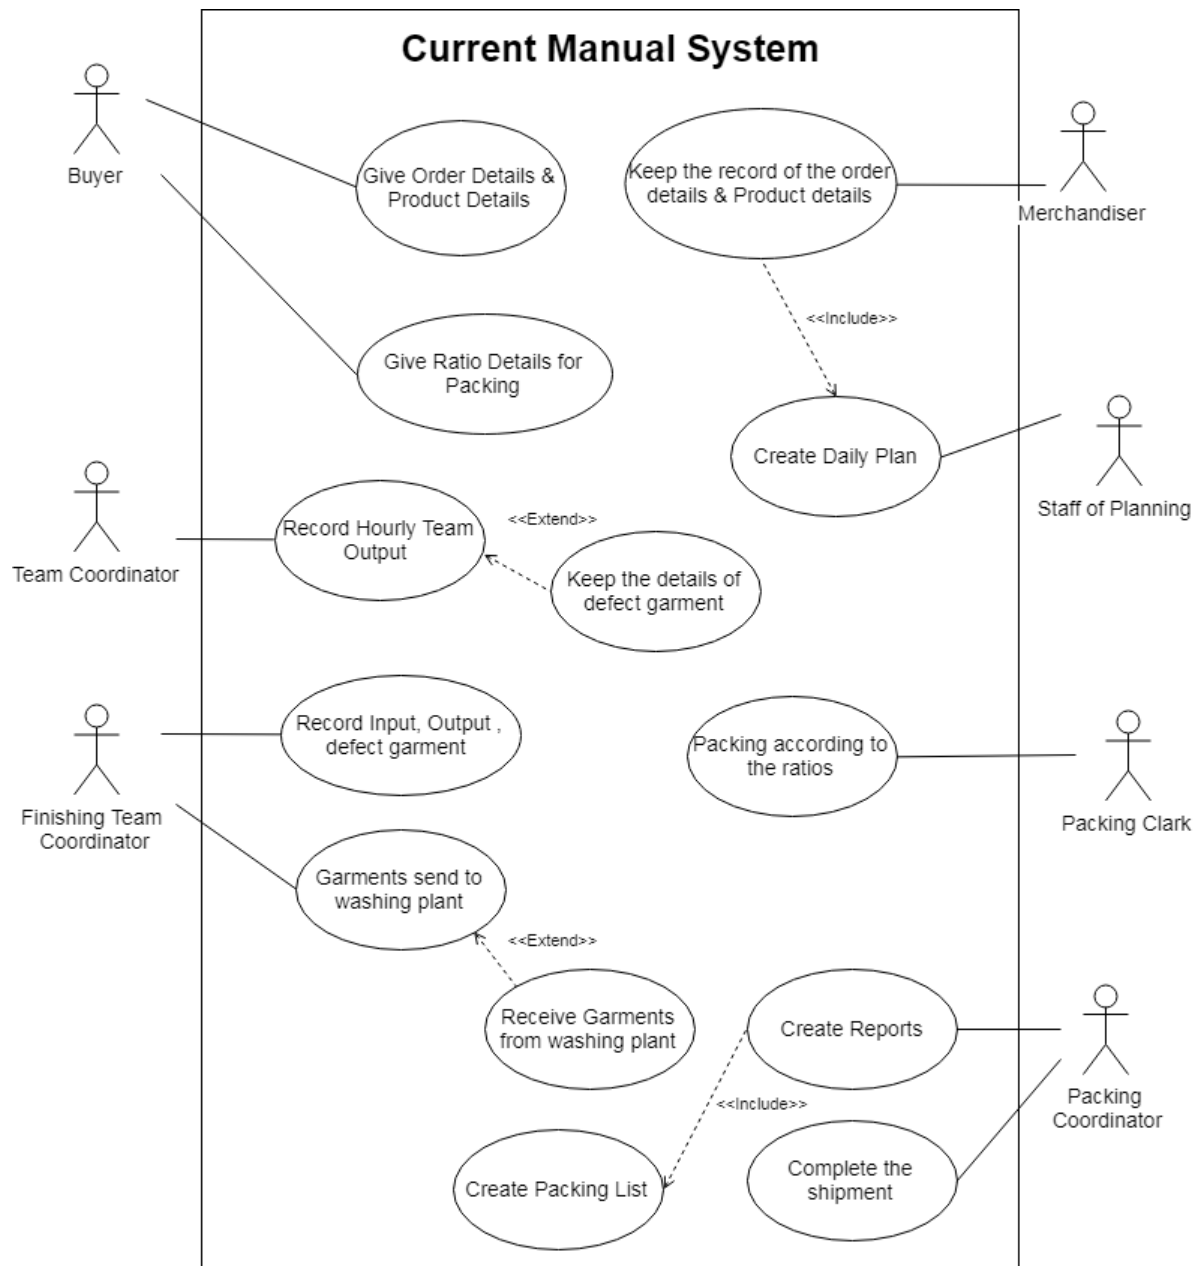 Current Manual System
Buyer
Give Order Details &
Product Details
Keep the record of the order
details & Product details
Merchandiser
<<Include>>
Give Ratio Details for
Packing
Create Daily Plan
Staff of Planning
Team Coordinator
Record Hourly Team
Output
<<Extend>>
Keep the details of
defect garment
Finishing Team
Coordinator
Record Input, Output ,
defect garment
Packing according to
the ratios
Packing Clark
Garments send to
washing plant
<<Extend>>
Receive Garments
from washing plant
Create Reports
Packing
Coordinator
<<Include>>
Create Packing List
Complete the
shipment